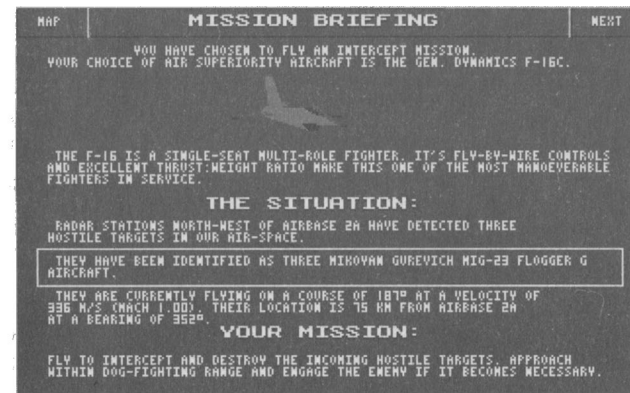 MAP MISSION BRIEFING NEXT
YOU HAVE CHOSEN TO FLY AN INTERCEPT MISSION.
YOUR CHOICE OF AIR SUPERIORITY AIRCRAFT IS THE GEN. DYNAMICS F-16C.
THE F-16 IS A SINGLE-SEAT MULTI-ROLE FIGHTER. IT'S FLY-BY-WIRE CONTROLS
AND EXCELLENT THRUST:WEIGHT RATIO MAKE THIS ONE OF THE MOST MANOEVERABLE
FIGHTERS IN SERVICE.
THE SITUATION:
RADAR STATIONS NORTH-WEST OF AIRBASE 2A HAVE DETECTED THREE
HOSTILE TARGETS IN OUR AIR-SPACE.
THEY HAVE BEEN IDENTIFIED AS THREE MIKOYAN GUREVICH MIG-23 FLOGGER G
AIRCRAFT.
THEY ARE CURRENTLY FLYING ON A COURSE OF 187º AT A VELOCITY OF
336 M/S (MACH 1.00). THEIR LOCATION IS 75 KM FROM AIRBASE 2A
AT A BEARING OF 352º.
YOUR MISSION:
FLY TO INTERCEPT AND DESTROY THE INCOMING HOSTILE TARGETS. APPROACH
WITHIN DOG-FIGHTING RANGE AND ENGAGE THE ENEMY IF IT BECOMES NECESSARY.